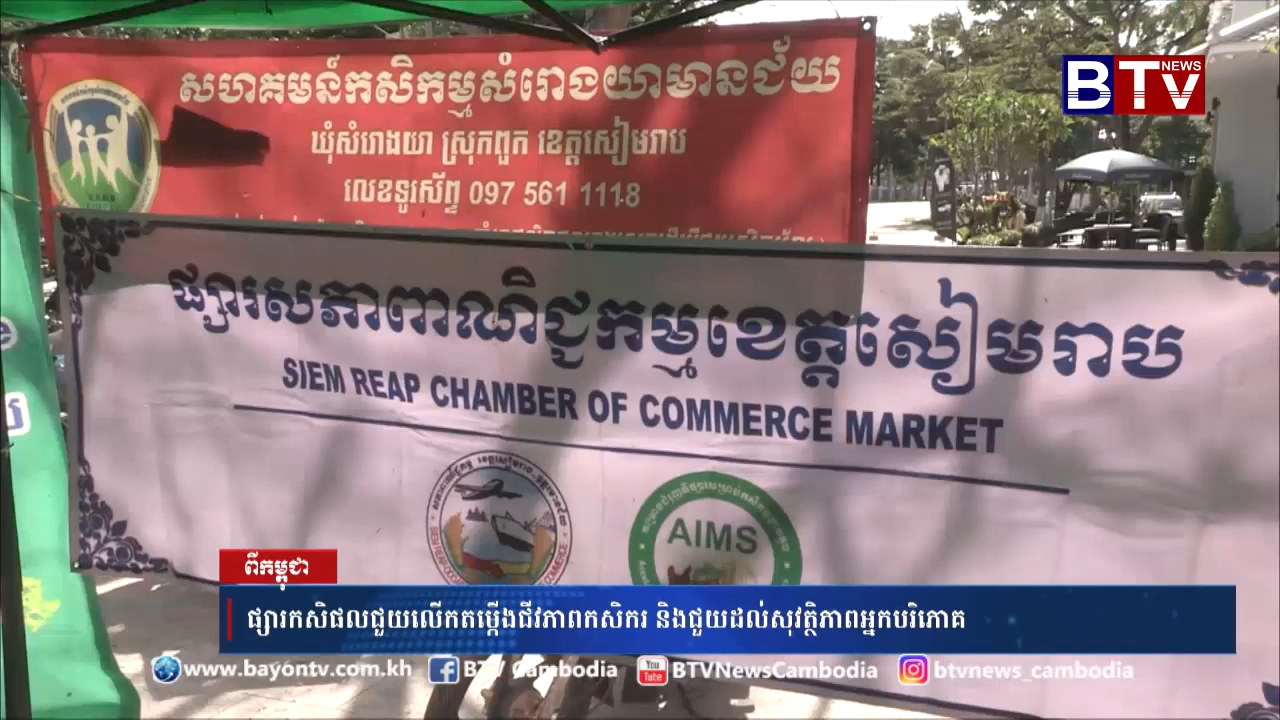 BTV NEWS
សហគមន៍កសិកម្មសំរោងយាមានជ័យ
ឃុំសំរោងយា ស្រុកពួក ខេត្តសៀមរាប
លេខទូរស័ព្ទ 097 561 1118
ផ្សារសភាពាណិជ្ជកម្មខេត្តសៀមរាប
SIEM REAP CHAMBER OF COMMERCE MARKET
AIMS
ពីកម្ពុជា
ផ្សារកសិផលជួយលើកតម្កើងជីវភាពកសិករ និងជួយដល់សុវត្ថិភាពអ្នកបរិភោគ
www.bayontv.com.kh
BTV Cambodia
You Tube
BTVNewsCambodia
btvnews_cambodia